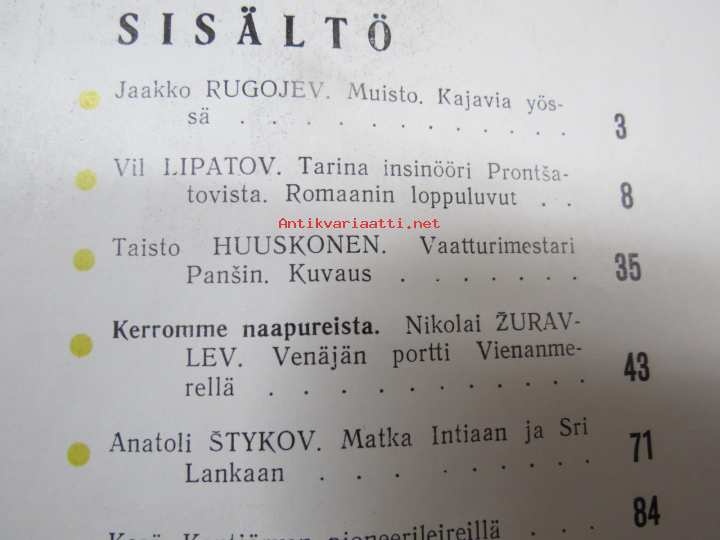 SISÄLTÖ
Jaakko RUGOJEV. Muisto. Kajavia yös-
sä . . . . . . . . . . . . 3
Vil LIPATOV. Tarina insinööri Prontša-
tovista. Romaanin loppuluvut . . 8
Antikvariaatti.net
Taisto HUUSKONEN. Vaatturimestari
Panšin. Kuvaus . . . . . . . 35
Kerromme naapureista. Nikolai ŽURAV-
LEV. Venäjän portti Vienanme-
rellä . . . . . . . . . . . 43
Anatoli ŠTYKOV. Matka Intiaan ja Sri
Lankaan . . . . . . . . . 71
pioneerileireillä . . . 84